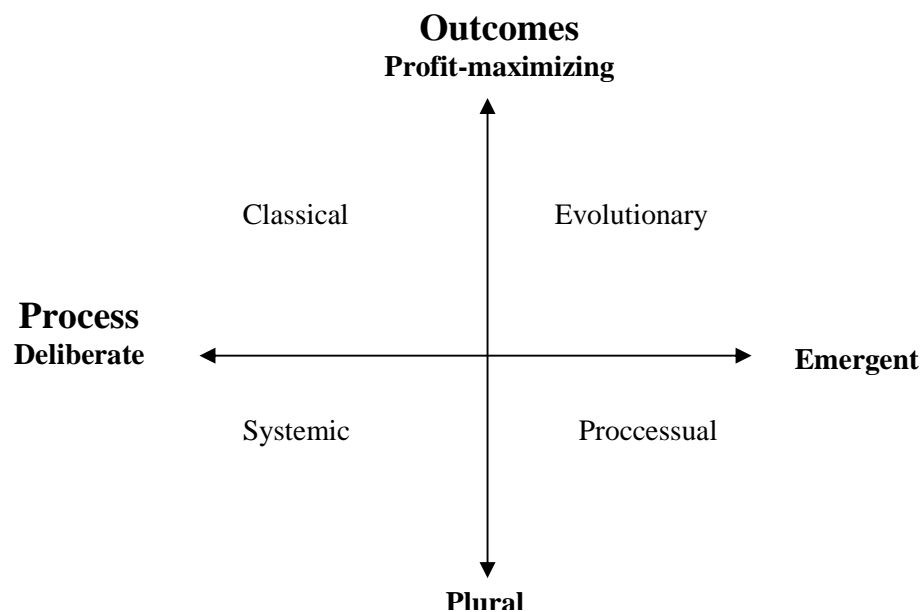 Outcomes
Profit-maximizing
Classical
Evolutionary
Process
Deliberate
Emergent
Systemic
Proccessual
Plural